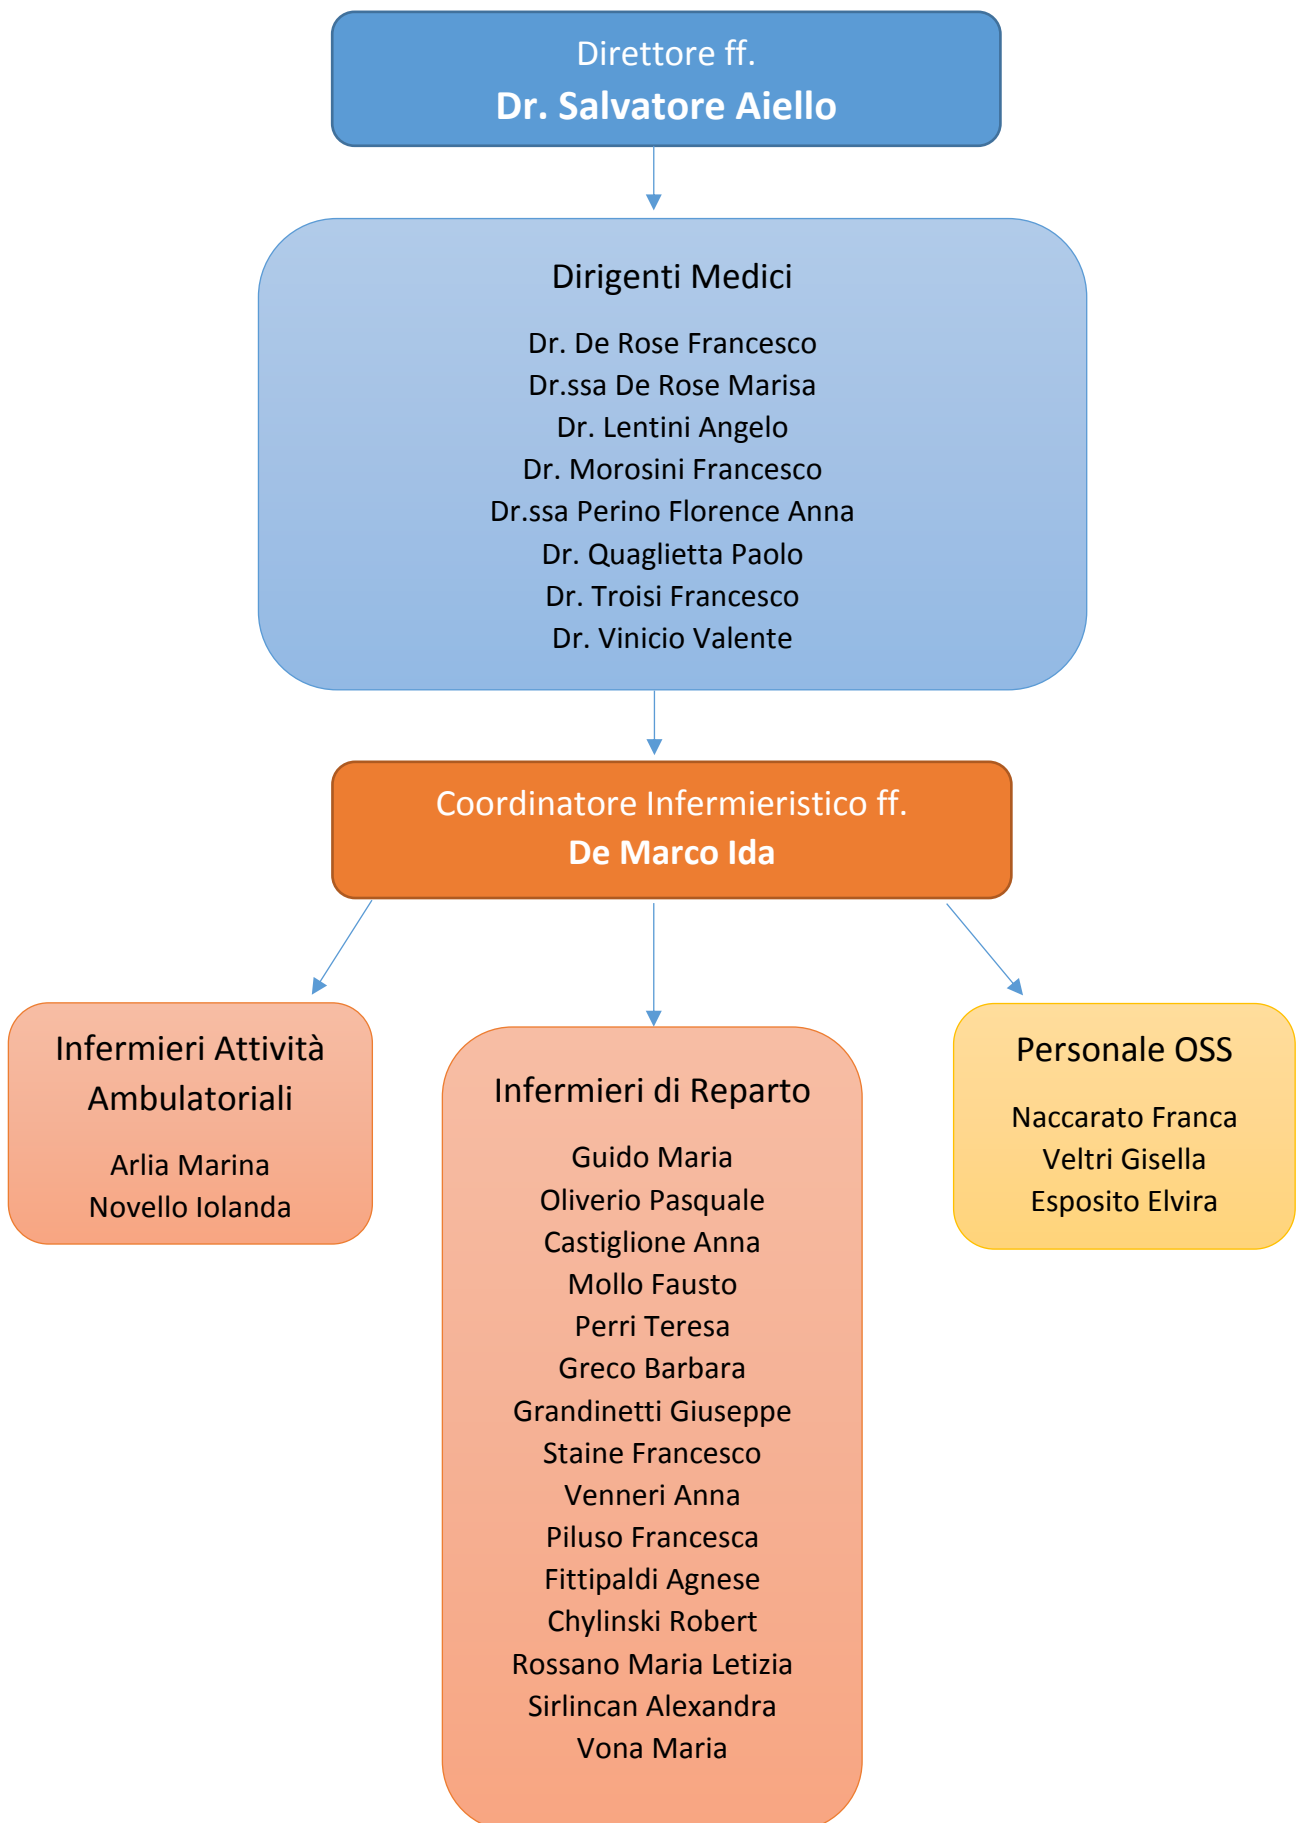 Direttore ff.
Dr. Salvatore Aiello
Dirigenti Medici
Dr. De Rose Francesco
Dr.ssa De Rose Marisa
Dr. Lentini Angelo
Dr. Morosini Francesco
Dr.ssa Perino Florence Anna
Dr. Quaglietta Paolo
Dr. Troisi Francesco
Dr. Vinicio Valente
Coordinatore Infermieristico ff.
De Marco Ida
Infermieri Attività
Ambulatoriali
Arlia Marina
Novello Iolanda
Infermieri di Reparto
Guido Maria
Oliverio Pasquale
Castiglione Anna
Mollo Fausto
Perri Teresa
Greco Barbara
Grandinetti Giuseppe
Staine Francesco
Venneri Anna
Piluso Francesca
Fittipaldi Agnese
Chylinski Robert
Rossano Maria Letizia
Sirlincan Alexandra
Vona Maria
Personale OSS
Naccarato Franca
Veltri Gisella
Esposito Elvira